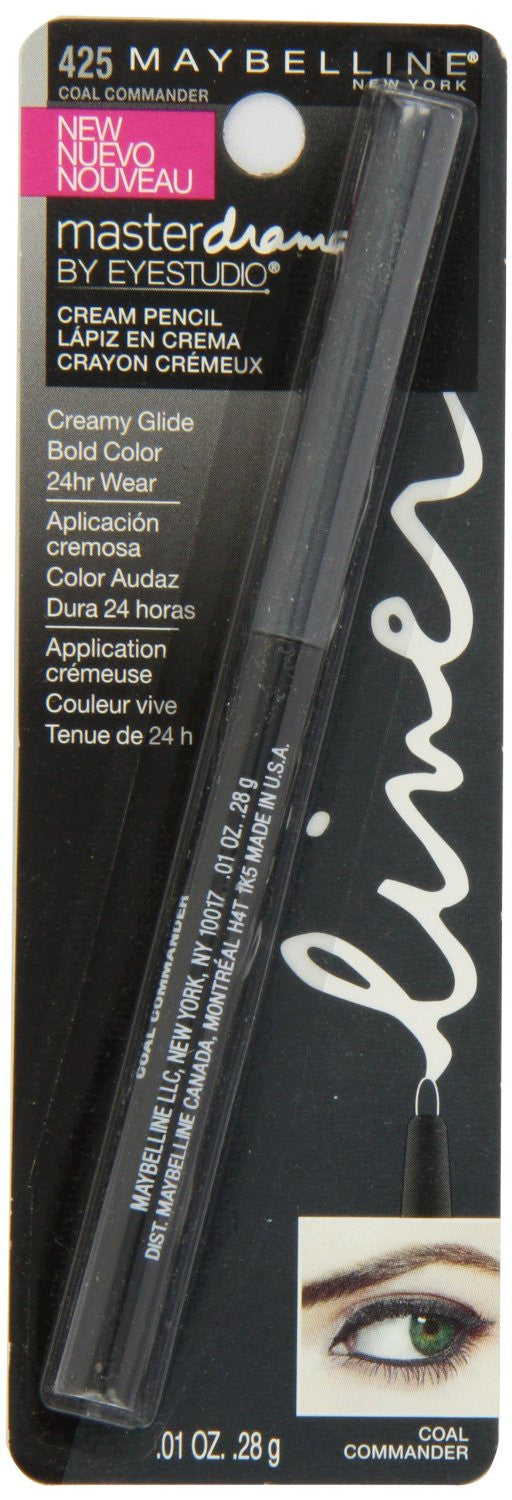 425 MAYBELLINE®
NEW YORK
COAL COMMANDER
NEW
NUEVO
NOUVEAU
master drama
BY EYESTUDIO®
CREAM PENCIL
LÁPIZ EN CREMA
CRAYON CRÉMEUX
Creamy Glide
Bold Color
24hr Wear
Aplicación
cremosa
Color Audaz
Dura 24 horas
Application
crémeuse
Couleur vive
Tenue de 24 h
liner
COAL COMMANDER
MAYBELLINE LLC, NEW YORK, NY 10017 .01 OZ. .28 g
DIST. MAYBELLINE CANADA, MONTRÉAL H4T 1K5 MADE IN U.S.A.
.01 OZ. .28 g
COAL
COMMANDER